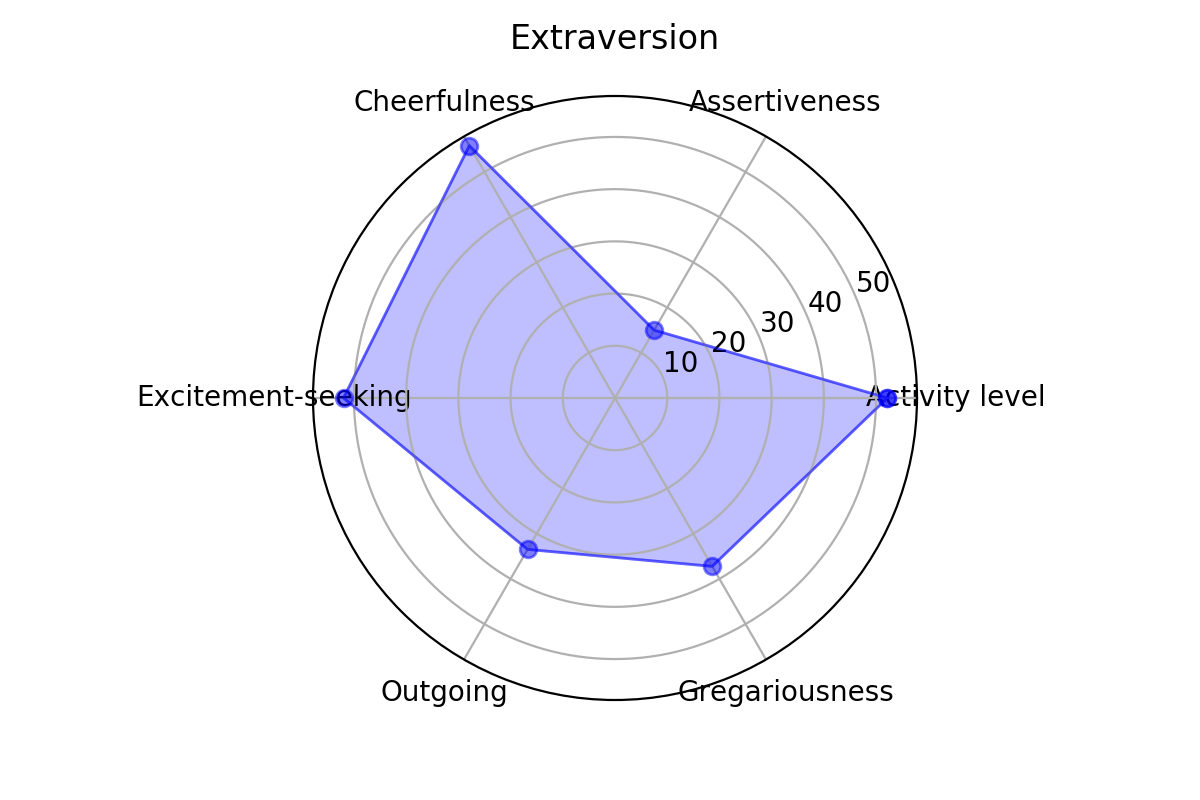 Extraversion
Cheerfulness
Assertiveness
50
40
30
20
10
Excitement-seeking
Activity level
Outgoing
Gregariousness